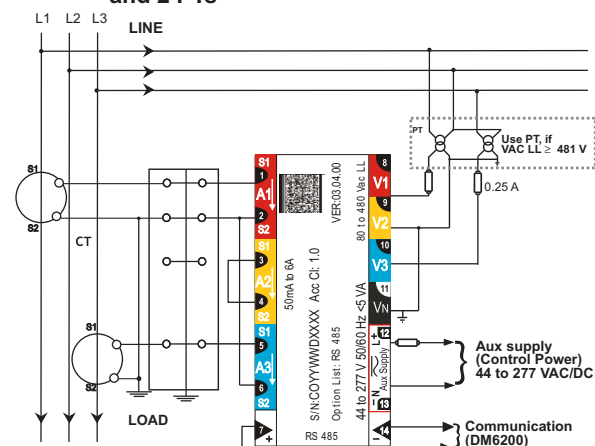 and 24-18
L1 L2 L3
LINE
PT
Use PT, if
VAC LL ≥ 481 V
0.25 A
S1
S2
CT
S1
S2
LOAD
S1
1
A1
2
S2
S1
3
A2
4
S2
S1
5
A3
6
S2
7
+
50mA to 6A
S/N:COYYWWDXXXX Acc Cl: 1.0
VER:03.04.00
Option List: RS 485
RS 485
80 to 480 Vac LL
44 to 277 V 50/60 Hz <5 VA
8
V1
9
V2
10
V3
11
VN
L + 12
Aux Supply
N - 13
14
-
Aux supply
(Control Power)
44 to 277 VAC/DC
Communication
(DM6200)